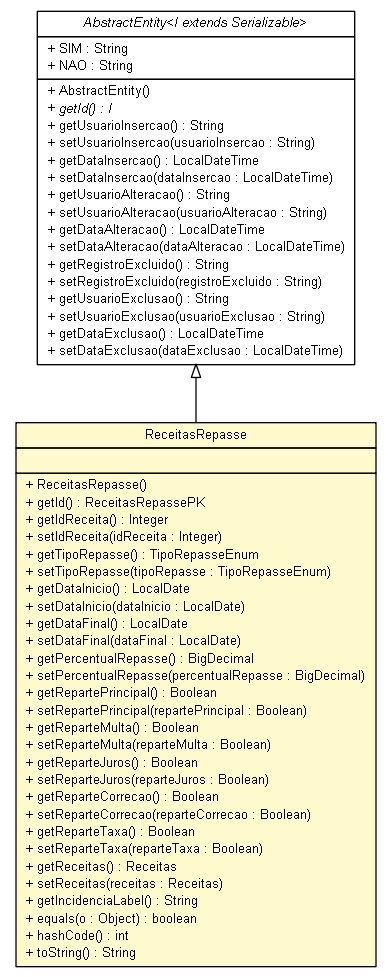 AbstractEntity<I extends Serializable>
+ SIM : String
+ NAO : String
+ AbstractEntity()
+ getId() : I
+ getUsuarioInsercao() : String
+ setUsuarioInsercao(usuarioInsercao : String)
+ getDataInsercao() : LocalDateTime
+ setDataInsercao(dataInsercao : LocalDateTime)
+ getUsuarioAlteracao() : String
+ setUsuarioAlteracao(usuarioAlteracao : String)
+ getDataAlteracao() : LocalDateTime
+ setDataAlteracao(dataAlteracao : LocalDateTime)
+ getRegistroExcluido() : String
+ setRegistroExcluido(registroExcluido : String)
+ getUsuarioExclusao() : String
+ setUsuarioExclusao(usuarioExclusao : String)
+ getDataExclusao() : LocalDateTime
+ setDataExclusao(dataExclusao : LocalDateTime)
ReceitasRepasse
+ ReceitasRepasse()
+ getId() : ReceitasRepassePK
+ getIdReceita() : Integer
+ setIdReceita(idReceita : Integer)
+ getTipoRepasse() : TipoRepasseEnum
+ setTipoRepasse(tipoRepasse : TipoRepasseEnum)
+ getDataInicio() : LocalDate
+ setDataInicio(dataInicio : LocalDate)
+ getDataFinal() : LocalDate
+ setDataFinal(dataFinal : LocalDate)
+ getPercentualRepasse() : BigDecimal
+ setPercentualRepasse(percentualRepasse : BigDecimal)
+ getRepartePrincipal() : Boolean
+ setRepartePrincipal(repartePrincipal : Boolean)
+ getReparteMulta() : Boolean
+ setReparteMulta(reparteMulta : Boolean)
+ getReparteJuros() : Boolean
+ setReparteJuros(reparteJuros : Boolean)
+ getReparteCorrecao() : Boolean
+ setReparteCorrecao(reparteCorrecao : Boolean)
+ getReparteTaxa() : Boolean
+ setReparteTaxa(reparteTaxa : Boolean)
+ getReceitas() : Receitas
+ setReceitas(receitas : Receitas)
+ getIncidenciaLabel() : String
+ equals(o : Object) : boolean
+ hashCode() : int
+ toString() : String